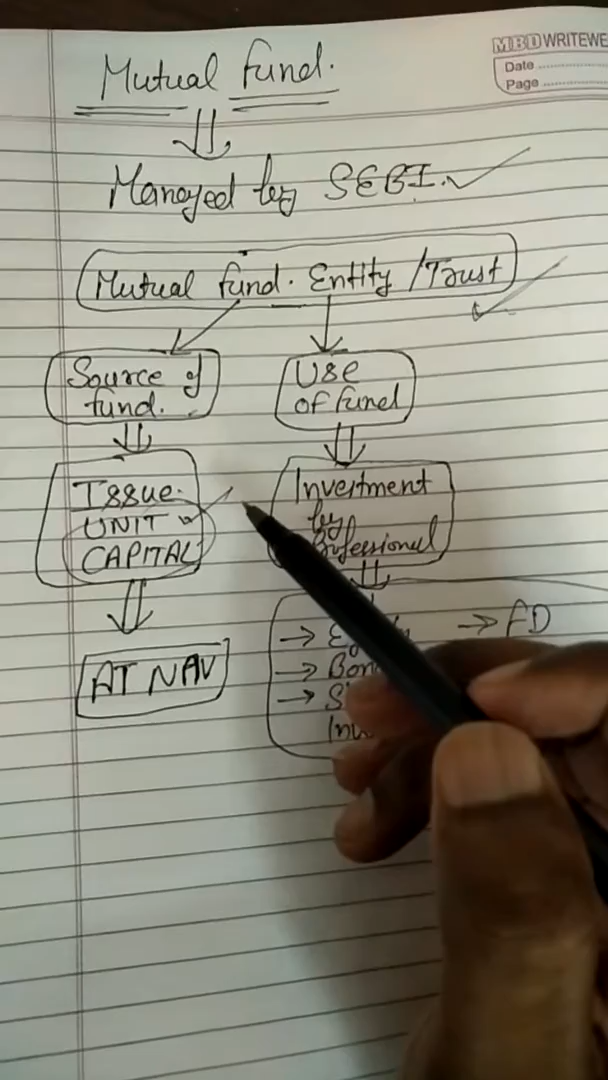 MBD WRITEWE
Date
Page
Mutual fund.
Managed by SEBI.
Mutual fund. Entity /Trust
Source of
fund.
Use
of fund
Issue.
UNIT
CAPITAL
AT NAV
Investment
by
Professional
→ FD